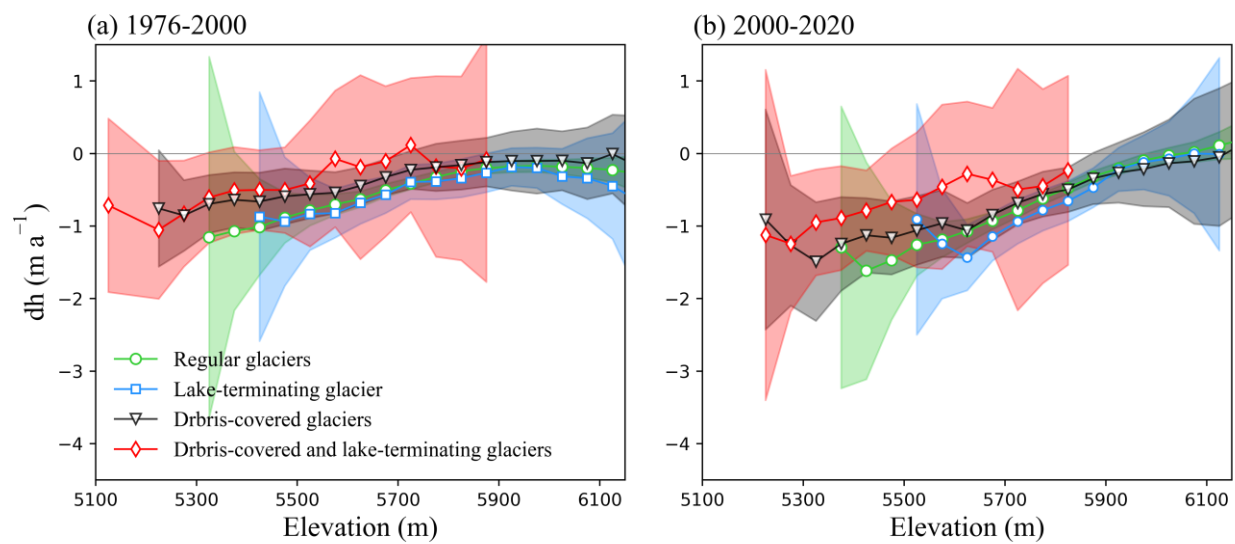 (a) 1976-2000
(b) 2000-2020
dh (m a⁻¹)
1
0
−1
−2
−3
−4
Regular glaciers
Lake-terminating glacier
Drbris-covered glaciers
Drbris-covered and lake-terminating glaciers
5100 5300 5500 5700 5900 6100
Elevation (m)
1
0
−1
−2
−3
−4
5100 5300 5500 5700 5900 6100
Elevation (m)